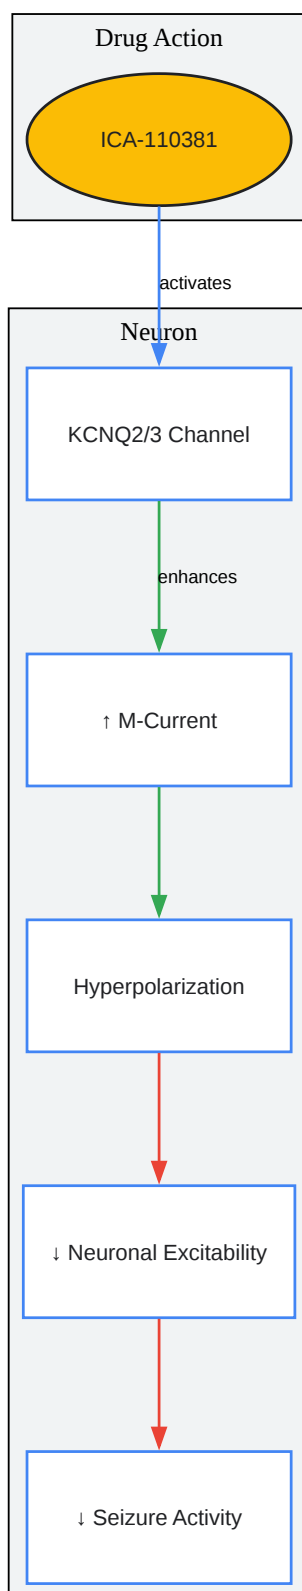 Drug Action
ICA-110381
activates
Neuron
KCNQ2/3 Channel
enhances
↑ M-Current
Hyperpolarization
↓ Neuronal Excitability
↓ Seizure Activity